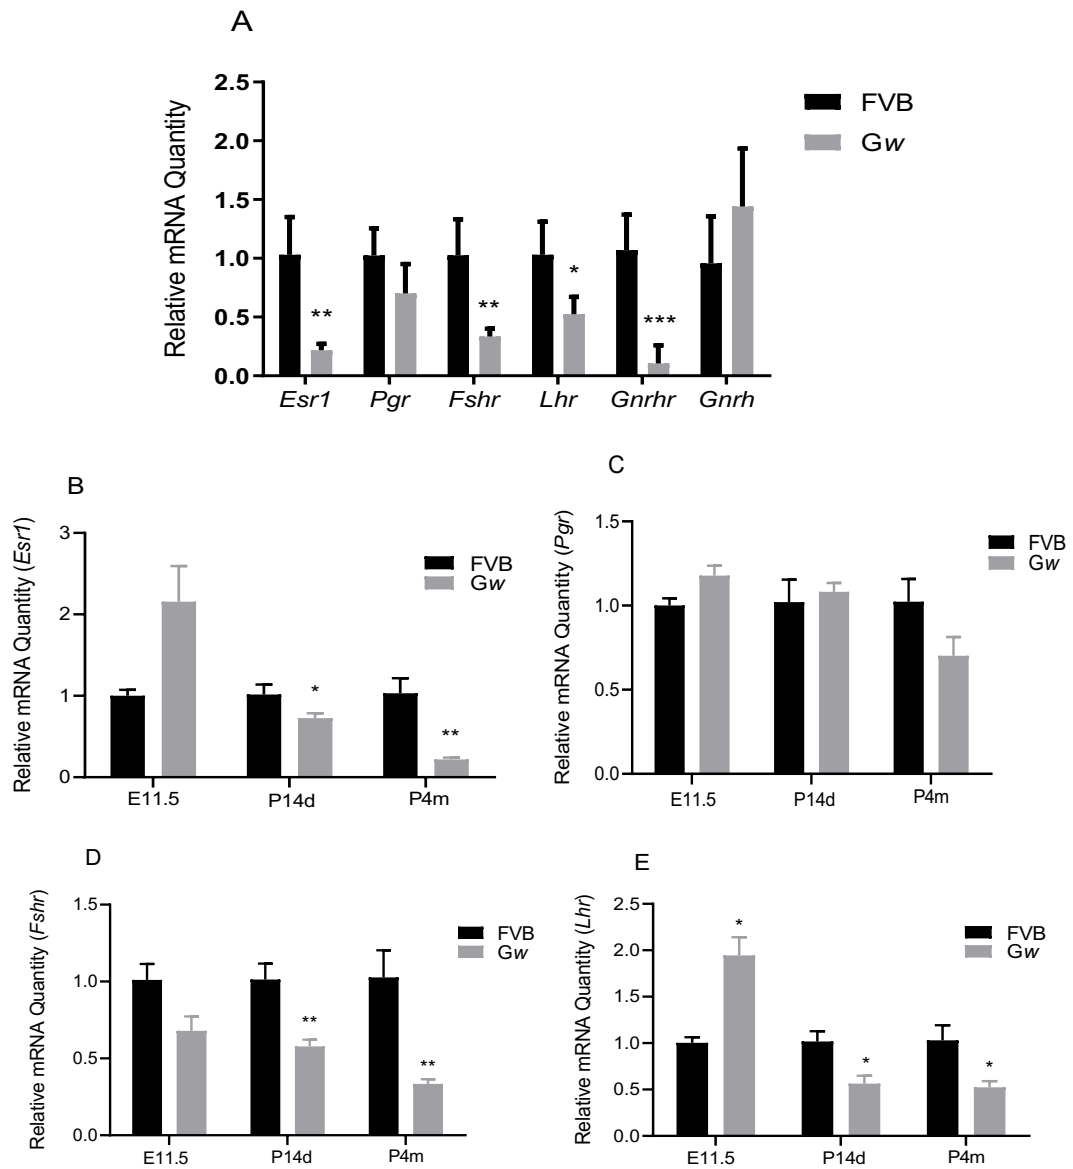 A
Relative mRNA Quantity
2.5
2.0
1.5
1.0
0.5
0.0
** ** * ***
Esr1 Pgr Fshr Lhr Gnrhr Gnrh
FVB
Gw
B
Relative mRNA Quantity (Esr1)
3
2
1
0
* **
E11.5 P14d P4m
FVB
Gw
C
Relative mRNA Quantity (Pgr)
1.5
1.0
0.5
0.0
E11.5 P14d P4m
FVB
Gw
D
Relative mRNA Quantity (Fshr)
1.5
1.0
0.5
0.0
** **
E11.5 P14d P4m
FVB
Gw
E
Relative mRNA Quantity (Lhr)
2.5
2.0
1.5
1.0
0.5
0.0
* * *
E11.5 P14d P4m
FVB
Gw